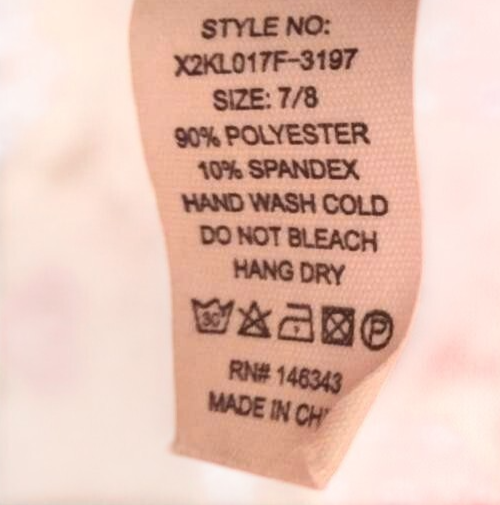 STYLE NO:
X2KL017F-3197
SIZE: 7/8
90% POLYESTER
10% SPANDEX
HAND WASH COLD
DO NOT BLEACH
HANG DRY
30° P
RN# 146343
MADE IN